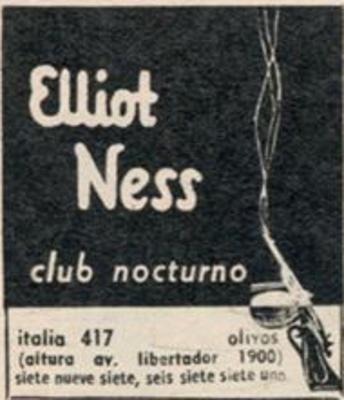 Elliot
Ness
club nocturno
italia 417 olivos
(altura av. libertador 1900)
siete nueve siete, seis siete siete uno